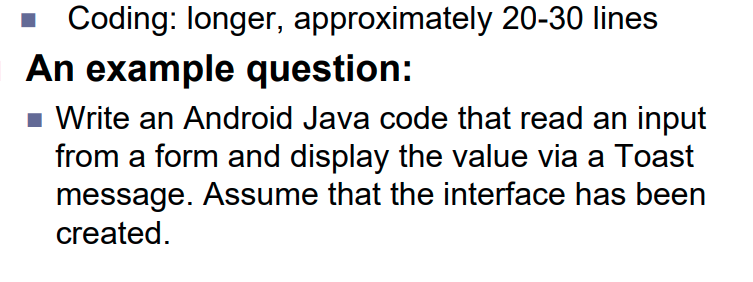 Coding: longer, approximately 20-30 lines
An example question:
Write an Android Java code that read an input
from a form and display the value via a Toast
message. Assume that the interface has been
created.